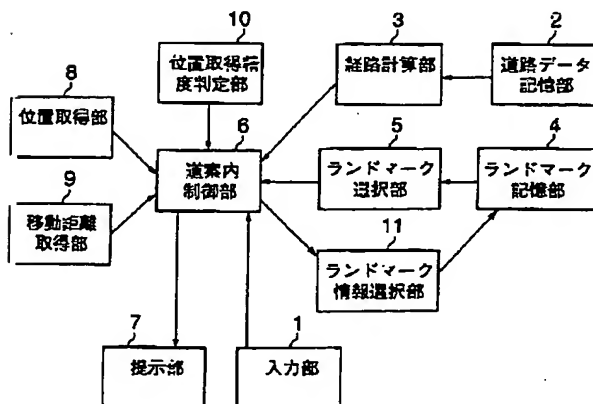 10
位置取得精
度判定部
3
経路計算部
2
道路データ
記憶部
8
位置取得部
6
道案内
制御部
5
ランドマーク
選択部
4
ランドマーク
記憶部
9
移動距離
取得部
11
ランドマーク
情報選択部
7
提示部
1
入力部